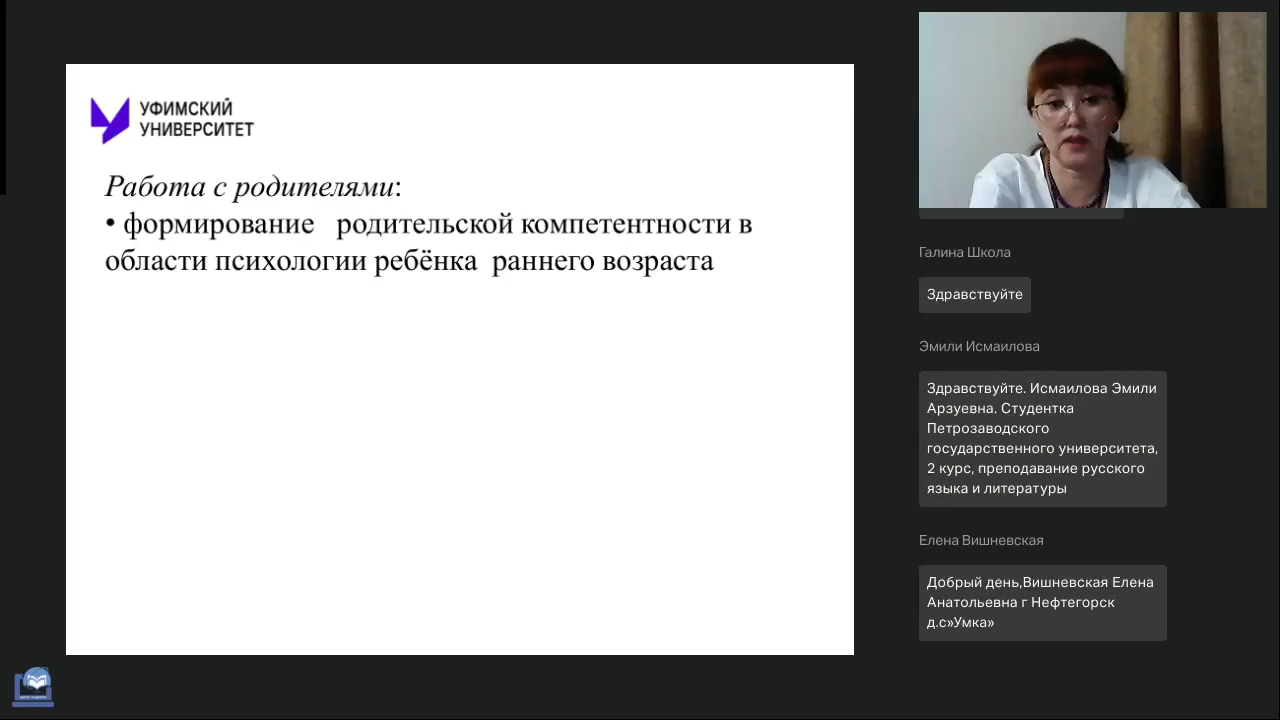 УФИМСКИЙ
УНИВЕРСИТЕТ
Работа с родителями:
• формирование родительской компетентности в
области психологии ребёнка раннего возраста
Галина Школа
Здравствуйте
Эмили Исмаилова
Здравствуйте. Исмаилова Эмили
Арзуевна. Студентка
Петрозаводского
государственного университета,
2 курс, преподавание русского
языка и литературы
Елена Вишневская
Добрый день,Вишневская Елена
Анатольевна г Нефтегорск
д.с»Умка»